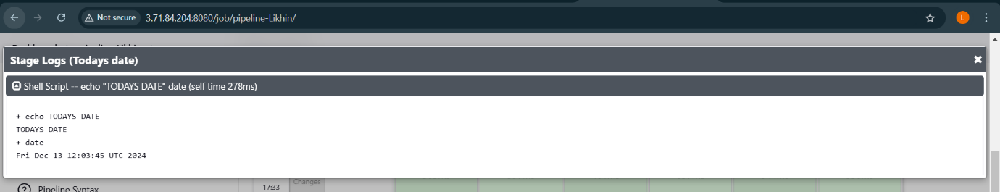 Not secure 3.71.84.204:8080/job/pipeline-Likhin/
L
Stage Logs (Todays date)
Shell Script -- echo "TODAYS DATE" date (self time 278ms)
+ echo TODAYS DATE
TODAYS DATE
+ date
Fri Dec 13 12:03:45 UTC 2024
Changes
17:33
Pipeline Syntax